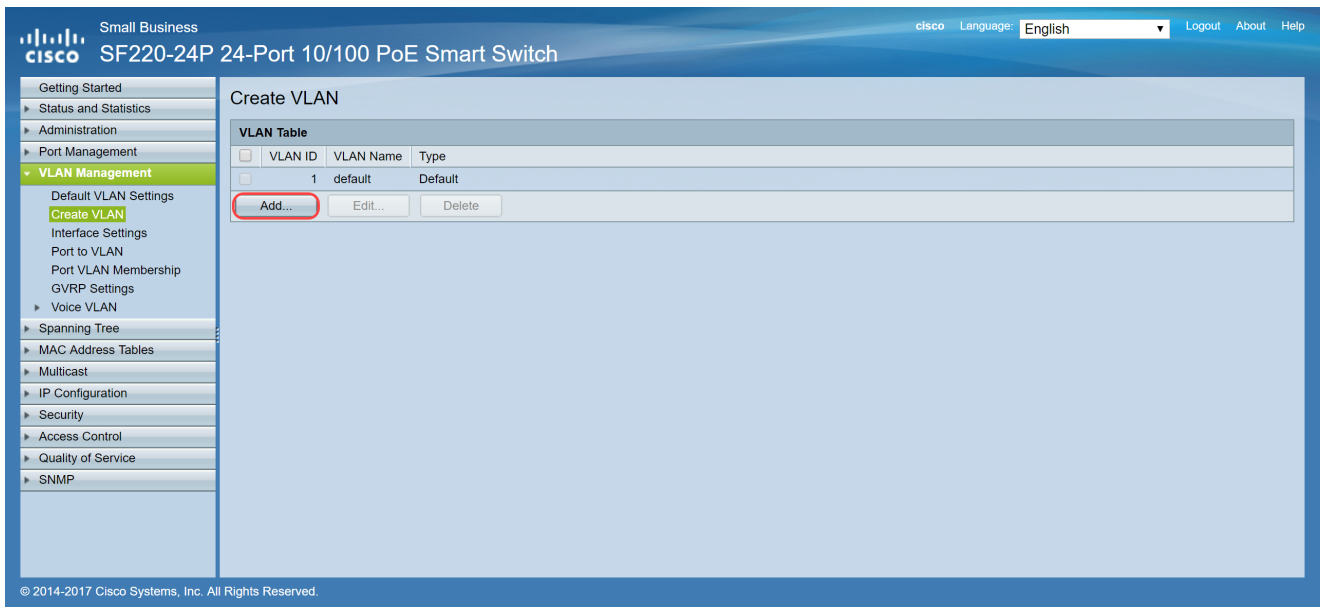 Small Business
cisco Language: English Logout About Help
CISCO SF220-24P 24-Port 10/100 PoE Smart Switch
Getting Started
Status and Statistics
Administration
Port Management
VLAN Management
Default VLAN Settings
Create VLAN
Interface Settings
Port to VLAN
Port VLAN Membership
GVRP Settings
Voice VLAN
Spanning Tree
MAC Address Tables
Multicast
IP Configuration
Security
Access Control
Quality of Service
SNMP
Create VLAN
VLAN Table
VLAN ID VLAN Name Type
1 default Default
Add... Edit... Delete
© 2014-2017 Cisco Systems, Inc. All Rights Reserved.